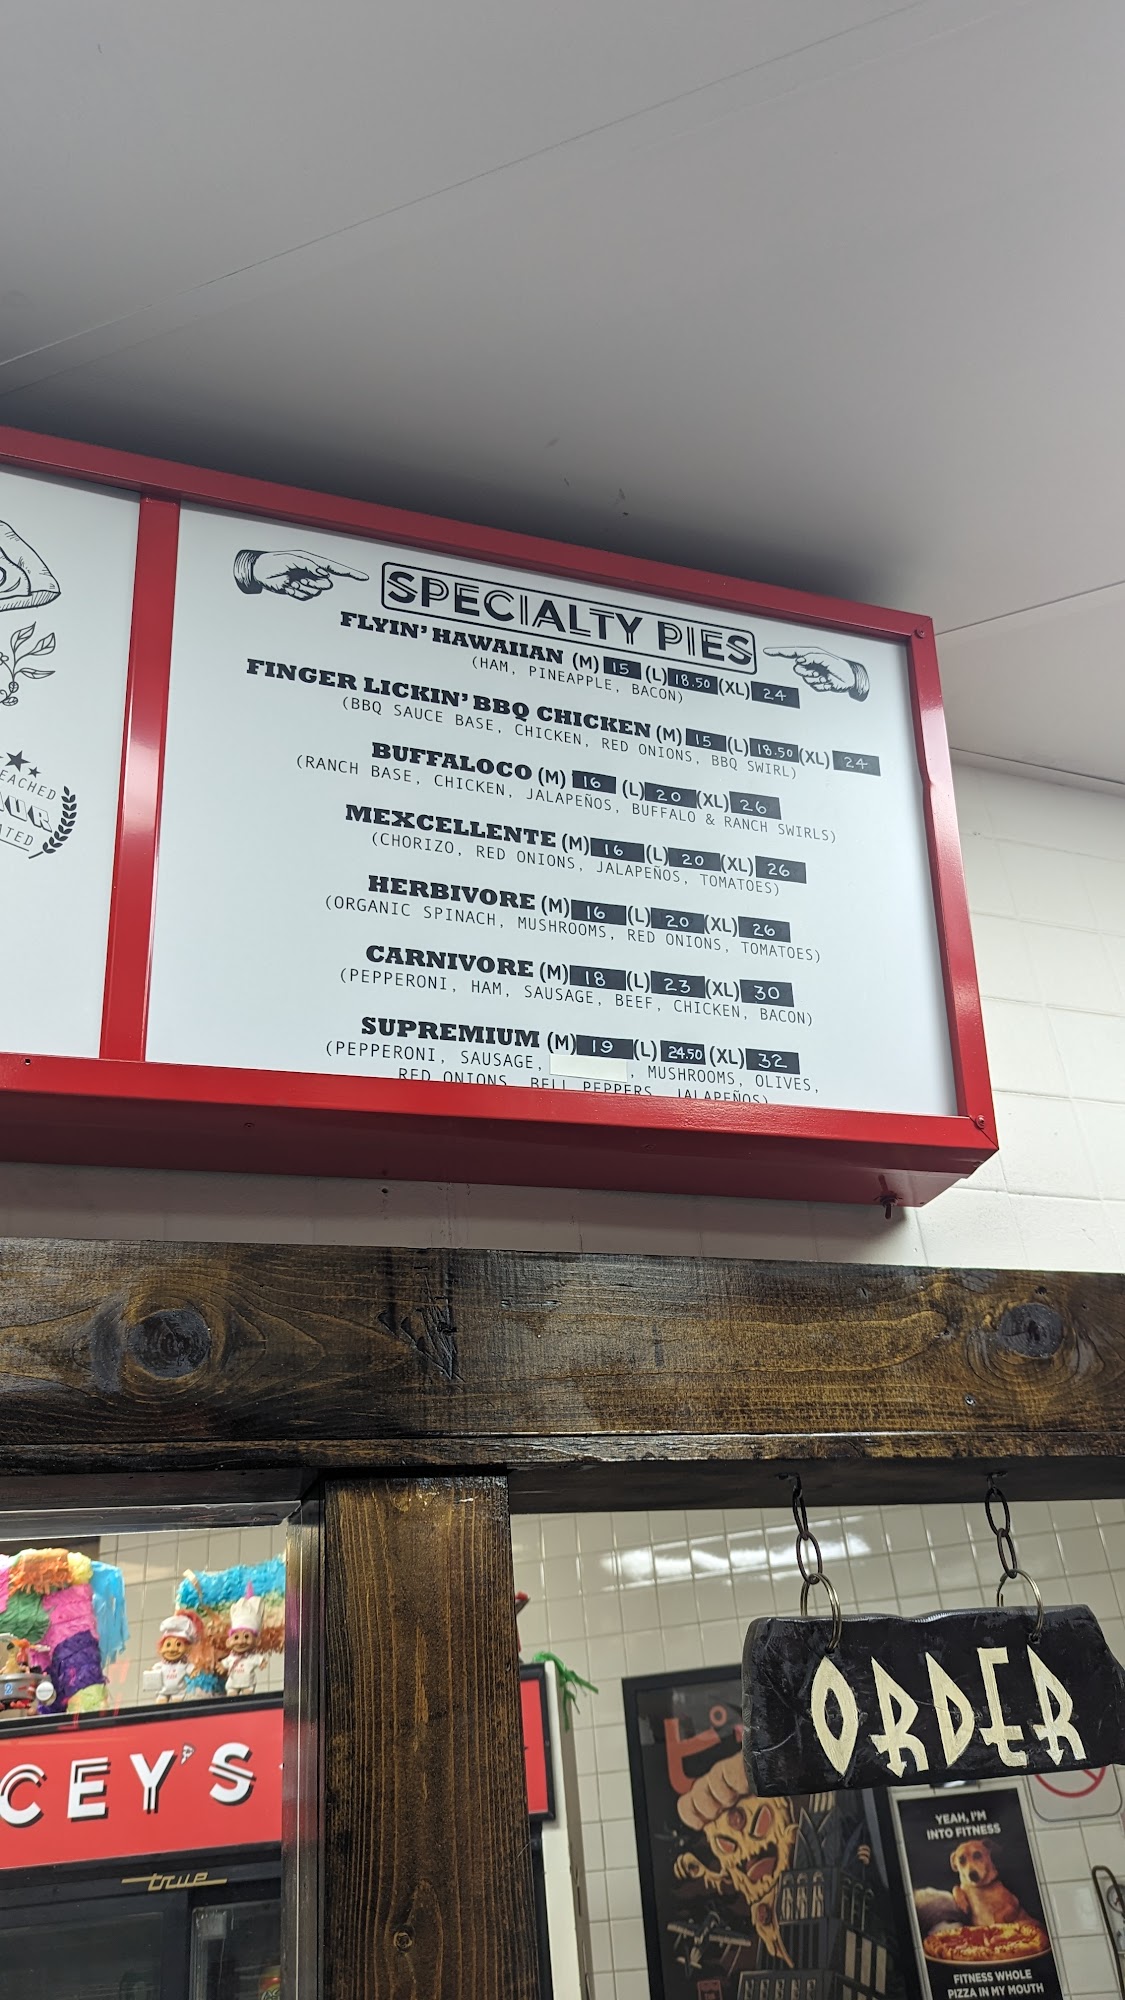 SPECIALTY PIES
FLYIN' HAWAIIAN (M) 15 (L) 18.50 (XL) 24
(HAM, PINEAPPLE, BACON)
FINGER LICKIN' BBQ CHICKEN (M) 15 (L) 18.50 (XL) 24
(BBQ SAUCE BASE, CHICKEN, RED ONIONS, BBQ SWIRL)
BUFFALOCO (M) 16 (L) 20 (XL) 26
(RANCH BASE, CHICKEN, JALAPEÑOS, BUFFALO & RANCH SWIRLS)
MEXCELLENTE (M) 16 (L) 20 (XL) 26
(CHORIZO, RED ONIONS, JALAPEÑOS, TOMATOES)
HERBIVORE (M) 16 (L) 20 (XL) 26
(ORGANIC SPINACH, MUSHROOMS, RED ONIONS, TOMATOES)
CARNIVORE (M) 18 (L) 23 (XL) 30
(PEPPERONI, HAM, SAUSAGE, BEEF, CHICKEN, BACON)
SUPREMIUM (M) 19 (L) 24.50 (XL) 32
(PEPPERONI, SAUSAGE, , MUSHROOMS, OLIVES,
RED ONIONS, BELL PEPPERS, JALAPEÑOS)
EACHED
ATED
CEY'S
true
ORDER
ピ
YEAH, I'M
INTO FITNESS
FITNESS WHOLE
PIZZA IN MY MOUTH